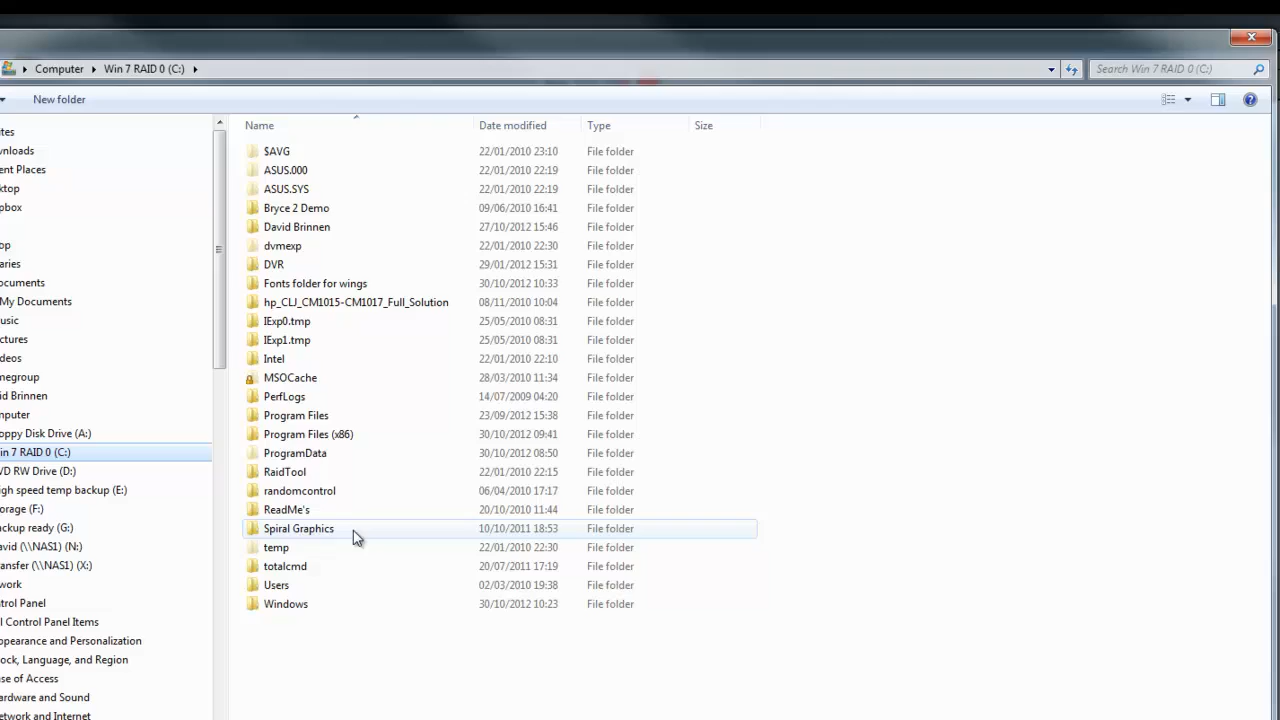 Computer Win 7 RAID 0 (C:) Search Win 7 RAID 0 (C:)
New folder
Name Date modified Type Size
$AVG 22/01/2010 23:10 File folder
ASUS.000 22/01/2010 22:19 File folder
ASUS.SYS 22/01/2010 22:19 File folder
Bryce 2 Demo 09/06/2010 16:41 File folder
David Brinnen 27/10/2012 15:46 File folder
dvmexp 22/01/2010 22:30 File folder
DVR 29/01/2012 15:31 File folder
Fonts folder for wings 30/10/2012 10:33 File folder
hp_CLJ_CM1015-CM1017_Full_Solution 08/11/2010 10:04 File folder
IExp0.tmp 25/05/2010 08:31 File folder
IExp1.tmp 25/05/2010 08:31 File folder
Intel 22/01/2010 22:10 File folder
MSOCache 28/03/2010 11:34 File folder
PerfLogs 14/07/2009 04:20 File folder
Program Files 23/09/2012 15:38 File folder
Program Files (x86) 30/10/2012 09:41 File folder
ProgramData 30/10/2012 08:50 File folder
RaidTool 22/01/2010 22:15 File folder
randomcontrol 06/04/2010 17:17 File folder
ReadMe's 20/10/2010 11:44 File folder
Spiral Graphics 10/10/2011 18:53 File folder
temp 22/01/2010 22:30 File folder
totalcmd 20/07/2011 17:19 File folder
Users 02/03/2010 19:38 File folder
Windows 30/10/2012 10:23 File folder
ites
wnloads
ent Places
ktop
pbox
op
aries
ocuments
My Documents
usic
ctures
deos
megroup
vid Brinnen
mputer
oppy Disk Drive (A:)
in 7 RAID 0 (C:)
VD RW Drive (D:)
igh speed temp backup (E:)
orage (F:)
ackup ready (G:)
avid (\\NAS1) (N:)
ansfer (\\NAS1) (X:)
work
trol Panel
l Control Panel Items
ppearance and Personalization
ock, Language, and Region
se of Access
ardware and Sound
etwork and Internet